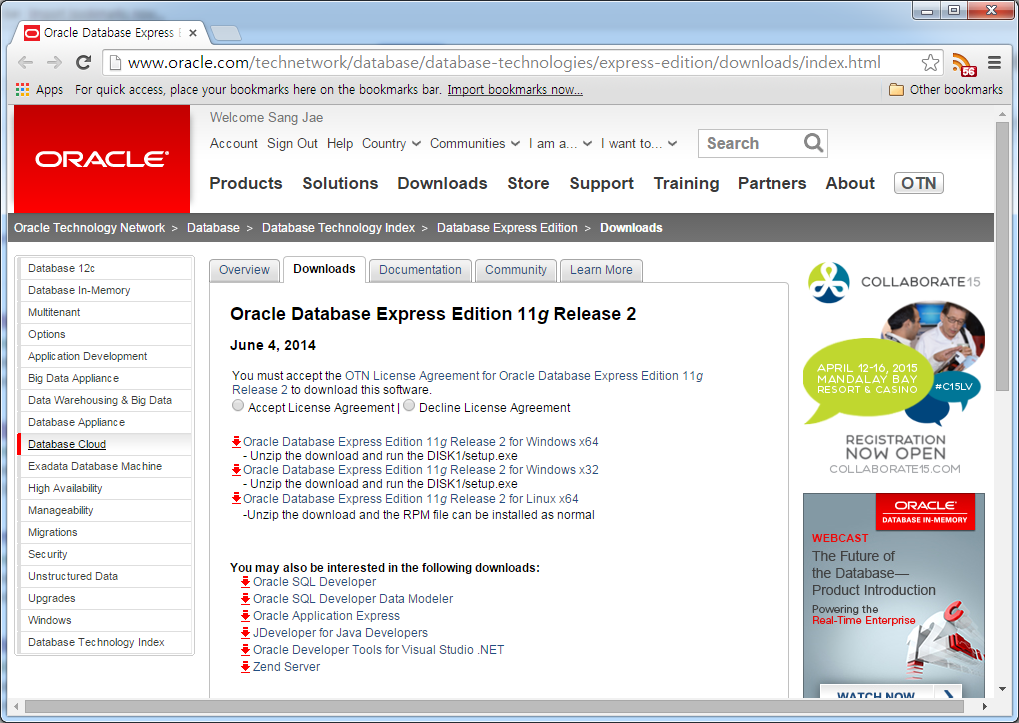 Oracle Database Express E
www.oracle.com/technetwork/database/database-technologies/express-edition/downloads/index.html
56
Apps For quick access, place your bookmarks here on the bookmarks bar. Import bookmarks now... Other bookmarks
ORACLE
Welcome Sang Jae
Account Sign Out Help Country Communities I am a... I want to... Search
Products Solutions Downloads Store Support Training Partners About OTN
Oracle Technology Network > Database > Database Technology Index > Database Express Edition > Downloads
Database 12c
Database In-Memory
Multitenant
Options
Application Development
Big Data Appliance
Data Warehousing & Big Data
Database Appliance
Database Cloud
Exadata Database Machine
High Availability
Manageability
Migrations
Security
Unstructured Data
Upgrades
Windows
Database Technology Index
Overview Downloads Documentation Community Learn More
Oracle Database Express Edition 11g Release 2
June 4, 2014
You must accept the OTN License Agreement for Oracle Database Express Edition 11g
Release 2 to download this software.
Accept License Agreement | Decline License Agreement
Oracle Database Express Edition 11g Release 2 for Windows x64
- Unzip the download and run the DISK1/setup.exe
Oracle Database Express Edition 11g Release 2 for Windows x32
- Unzip the download and run the DISK1/setup.exe
Oracle Database Express Edition 11g Release 2 for Linux x64
-Unzip the download and the RPM file can be installed as normal
You may also be interested in the following downloads:
Oracle SQL Developer
Oracle SQL Developer Data Modeler
Oracle Application Express
JDeveloper for Java Developers
Oracle Developer Tools for Visual Studio .NET
Zend Server
COLLABORATE15
APRIL 12-16, 2015
MANDALAY BAY
RESORT & CASINO
#C15LV
REGISTRATION
NOW OPEN
COLLABORATE15.COM
ORACLE
DATABASE IN-MEMORY
WEBCAST
The Future of
the Database—
Product Introduction
Powering the
Real-Time Enterprise
WATCH NOW